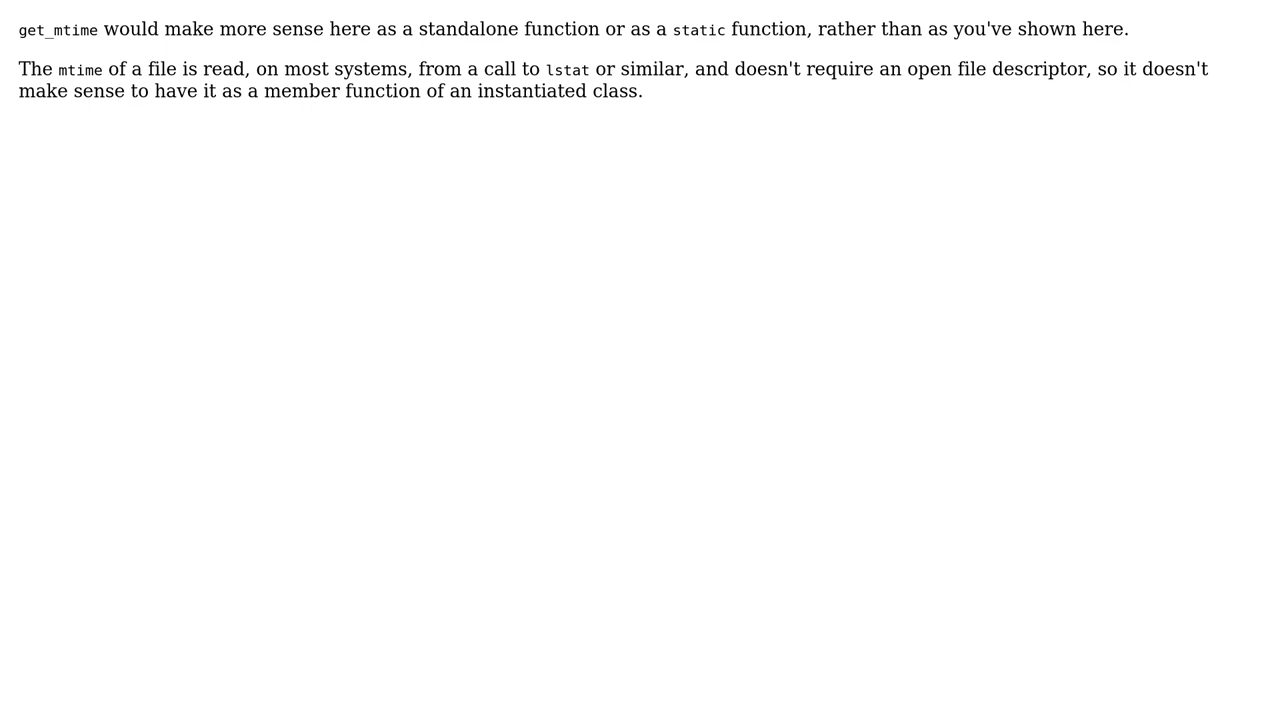 get_mtime would make more sense here as a standalone function or as a static function, rather than as you've shown here.
The mtime of a file is read, on most systems, from a call to lstat or similar, and doesn't require an open file descriptor, so it doesn't
make sense to have it as a member function of an instantiated class.